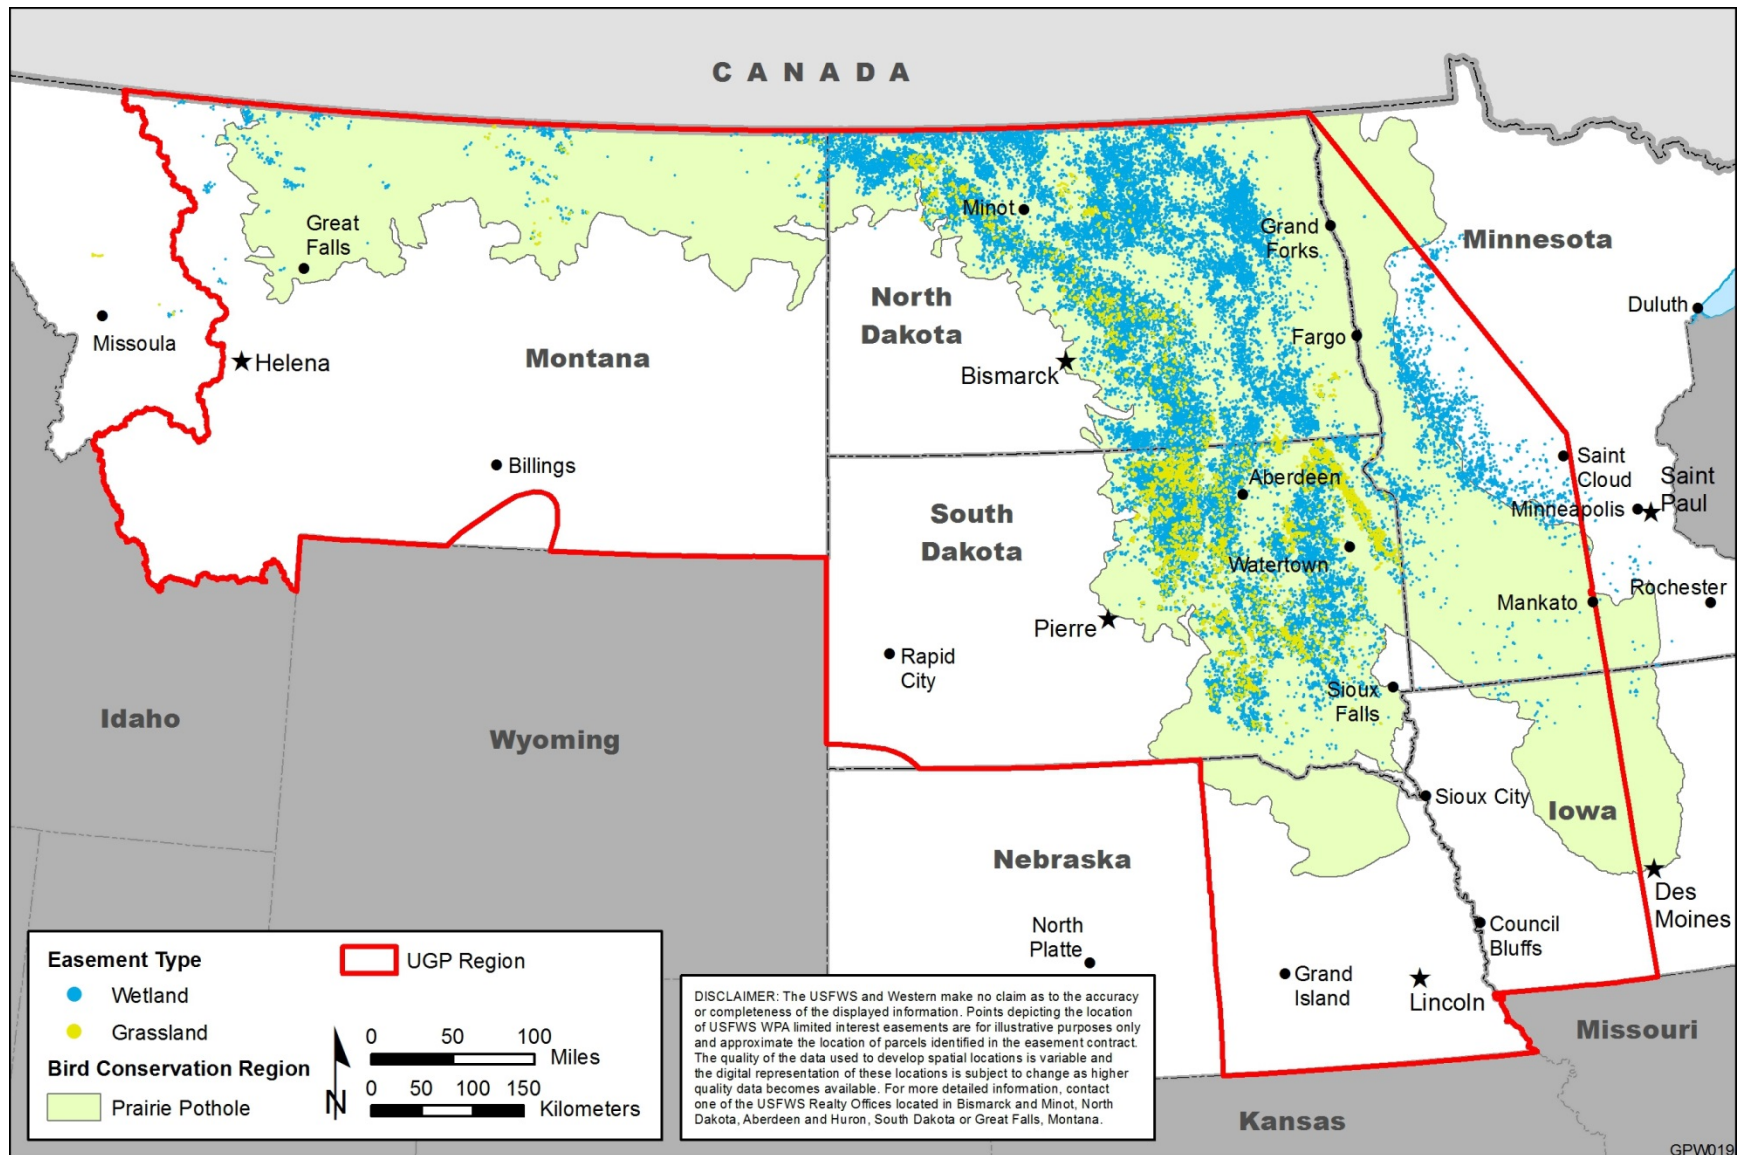 C A N A D A
Minot
Grand
Forks
Minnesota
Great
Falls
North
Dakota
Duluth
Missoula
Helena
Montana
Bismarck
Fargo
Billings
Aberdeen
Saint
Cloud
Saint
Paul
Minneapolis
South
Dakota
Watertown
Rochester
Mankato
Pierre
Rapid
City
Sioux
Falls
Idaho
Wyoming
Sioux City
Iowa
Nebraska
Des
Moines
North
Platte
Council
Bluffs
Grand
Island
Lincoln
Missouri
Kansas
Easement Type
Wetland
Grassland
Bird Conservation Region
Prairie Pothole
UGP Region
0 50 100
Miles
0 50 100 150
Kilometers
N
DISCLAIMER: The USFWS and Western make no claim as to the accuracy
or completeness of the displayed information. Points depicting the location
of USFWS WPA limited interest easements are for illustrative purposes only
and approximate the location of parcels identified in the easement contract.
The quality of the data used to develop spatial locations is variable and
the digital representation of these locations is subject to change as higher
quality data becomes available. For more detailed information, contact
one of the USFWS Realty Offices located in Bismarck and Minot, North
Dakota, Aberdeen and Huron, South Dakota or Great Falls, Montana.
GPW019